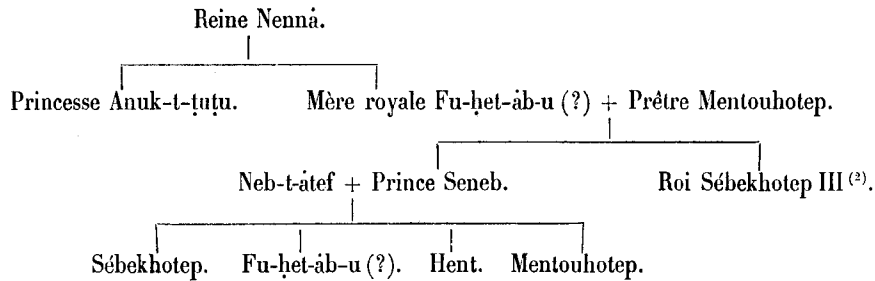 Reine Nennȧ.
Princesse Anuk-t-ṭuṭu. Mère royale Fu-ḥet-ȧb-u (?) + Prêtre Mentouhotep.
Neb-t-ȧtef + Prince Seneb. Roi Sébekhotep III (2).
Sébekhotep. Fu-ḥet-ȧb-u (?). Hent. Mentouhotep.